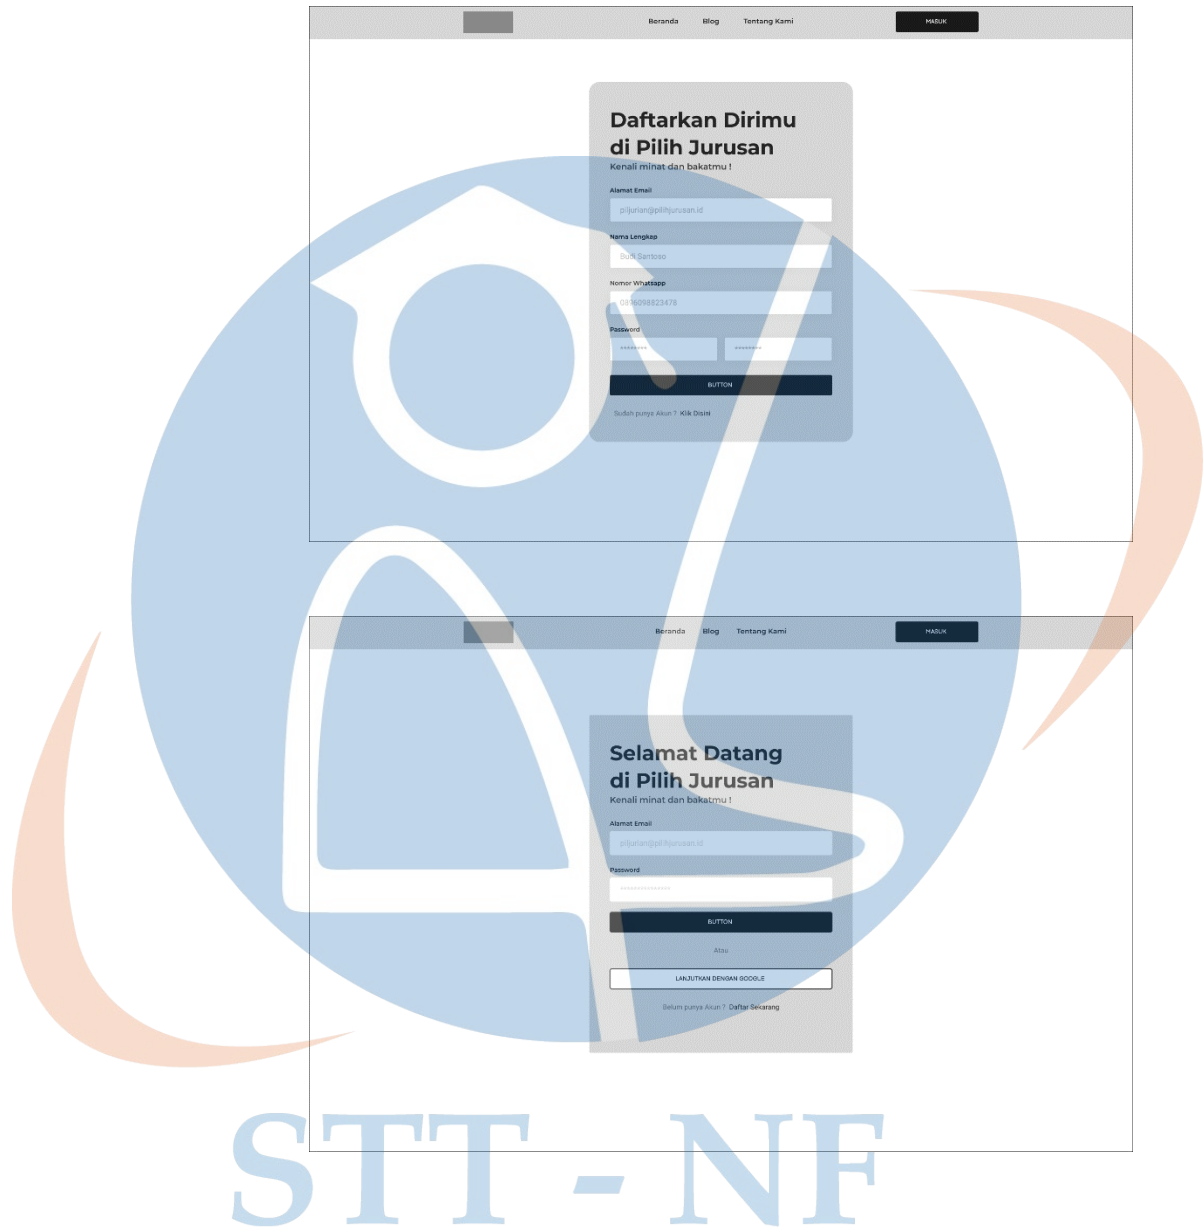 Beranda Blog Tentang Kami MASUK
Daftarkan Dirimu
di Pilih Jurusan
Kenali minat dan bakatmu !
Alamat Email
piljurian@pilihjurusan.id
Nama Lengkap
Budi Santoso
Nomor Whatsapp
0896098823478
Password
******** ********
BUTTON
Sudah punya Akun ? Klik Disini
Beranda Blog Tentang Kami MASUK
Selamat Datang
di Pilih Jurusan
Kenali minat dan bakatmu !
Alamat Email
piljurian@pilihjurusan.id
Password
***************
BUTTON
Atau
LANJUTKAN DENGAN GOOGLE
Belum punya Akun ? Daftar Sekarang
STT - NF